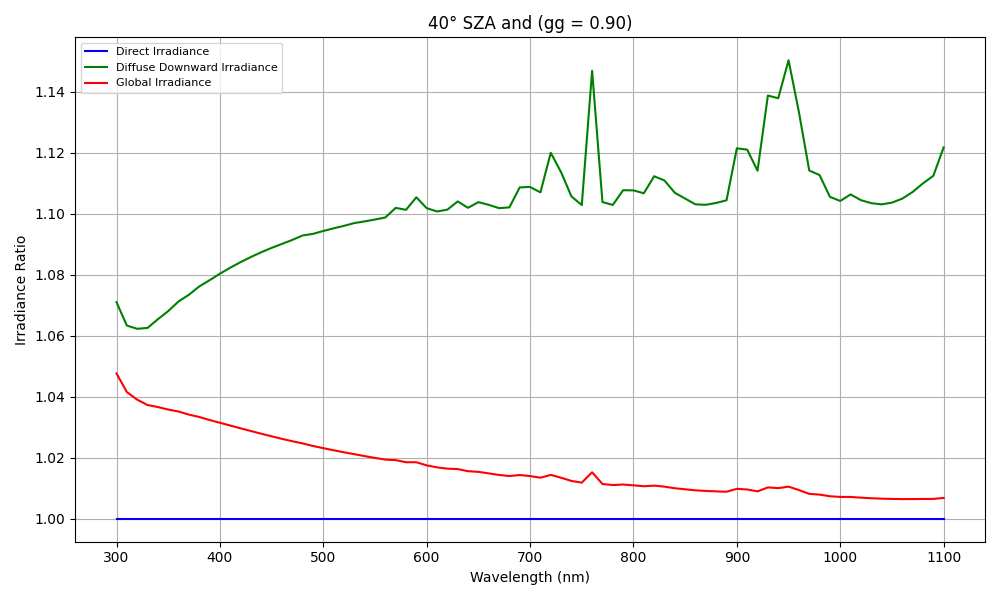 40° SZA and (gg = 0.90)
Direct Irradiance
Diffuse Downward Irradiance
Global Irradiance
Irradiance Ratio
1.14
1.12
1.10
1.08
1.06
1.04
1.02
1.00
300 400 500 600 700 800 900 1000 1100
Wavelength (nm)